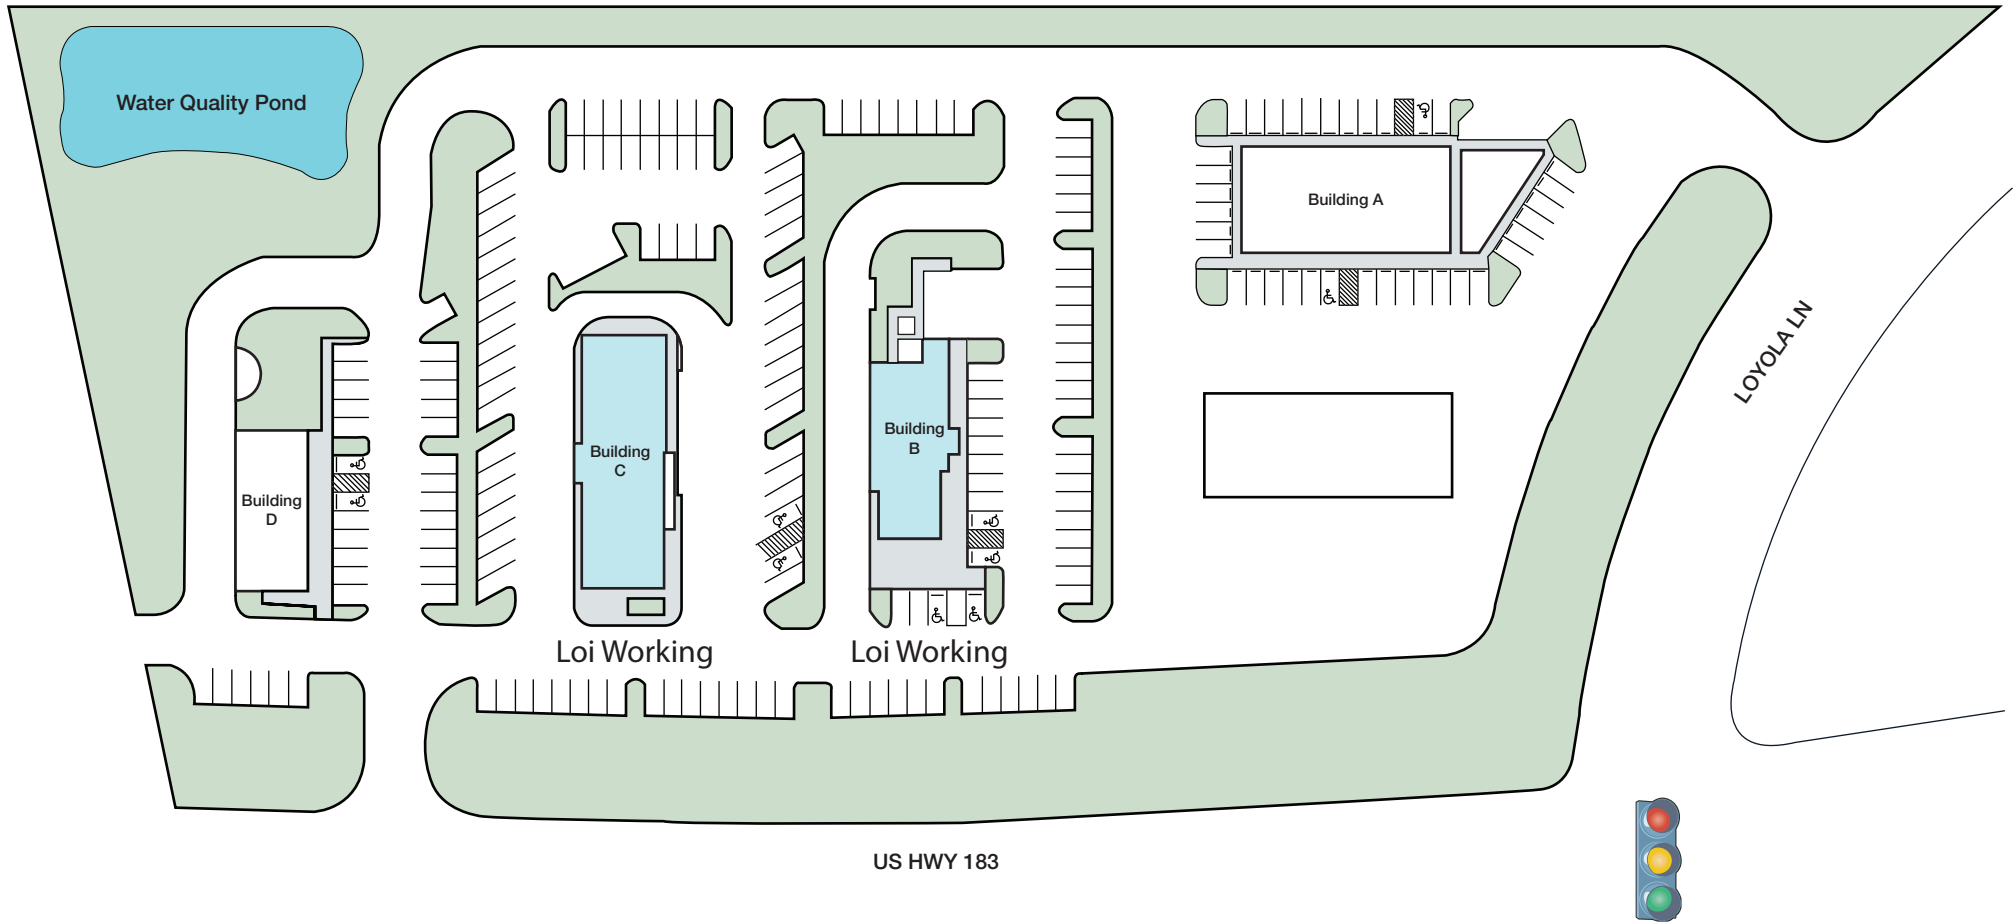 Water Quality Pond
Building A
LOYOLA LN
Building
B
Building
C
Building
D
Loi Working
Loi Working
US HWY 183